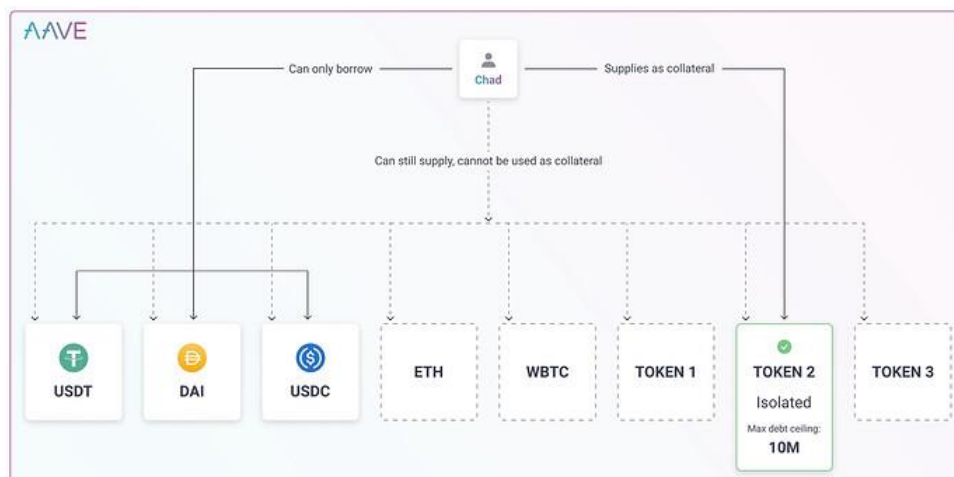 AAVE
Can only borrow
Chad
Supplies as collateral
Can still supply, cannot be used as collateral
USDT
DAI
USDC
ETH
WBTC
TOKEN 1
TOKEN 2
Isolated
Max debt ceiling:
10M
TOKEN 3